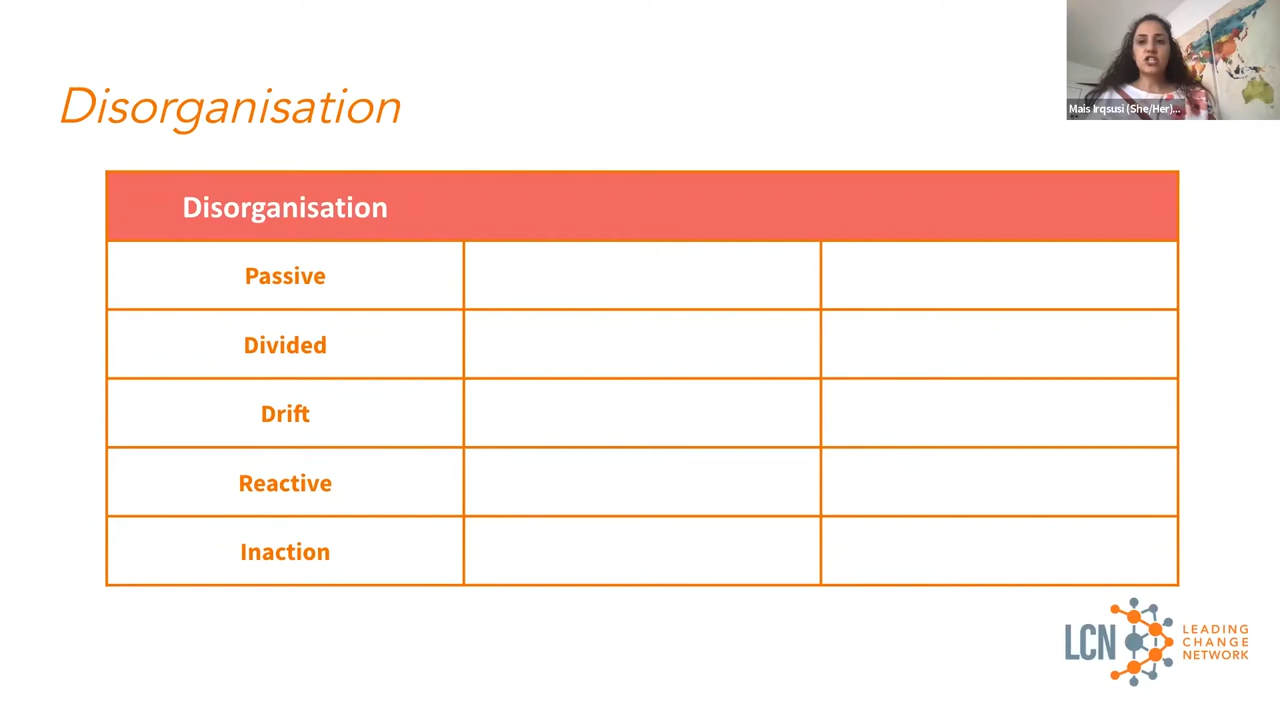 Mais Irqsusi (She/Her)...
Disorganisation
Disorganisation
Passive
Divided
Drift
Reactive
Inaction
LCN
LEADING
CHANGE
NETWORK